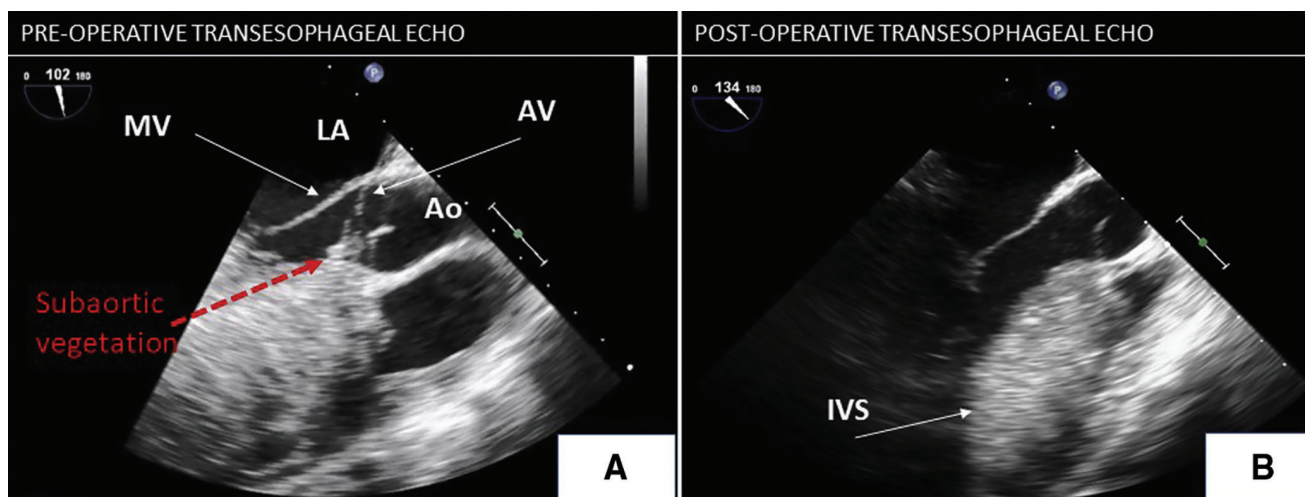 PRE-OPERATIVE TRANSESOPHAGEAL ECHO
0 102 180
P
MV
LA
AV
Ao
Subaortic
vegetation
A
POST-OPERATIVE TRANSESOPHAGEAL ECHO
0 134 180
P
IVS
B